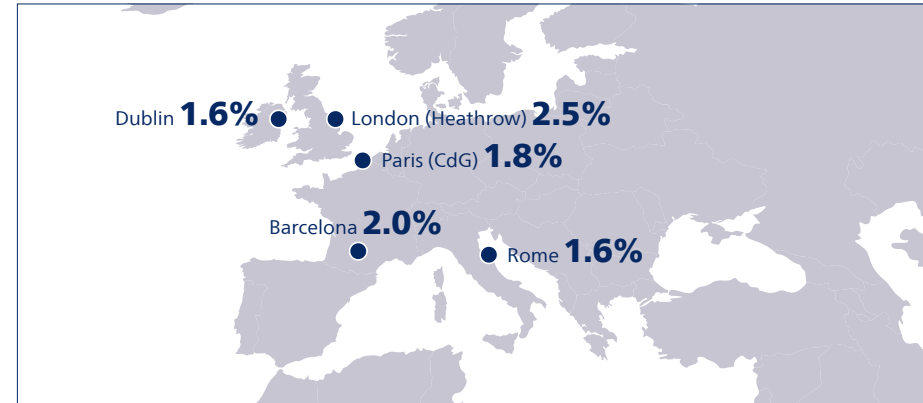 Dublin 1.6%
London (Heathrow) 2.5%
Paris (CdG) 1.8%
Barcelona 2.0%
Rome 1.6%